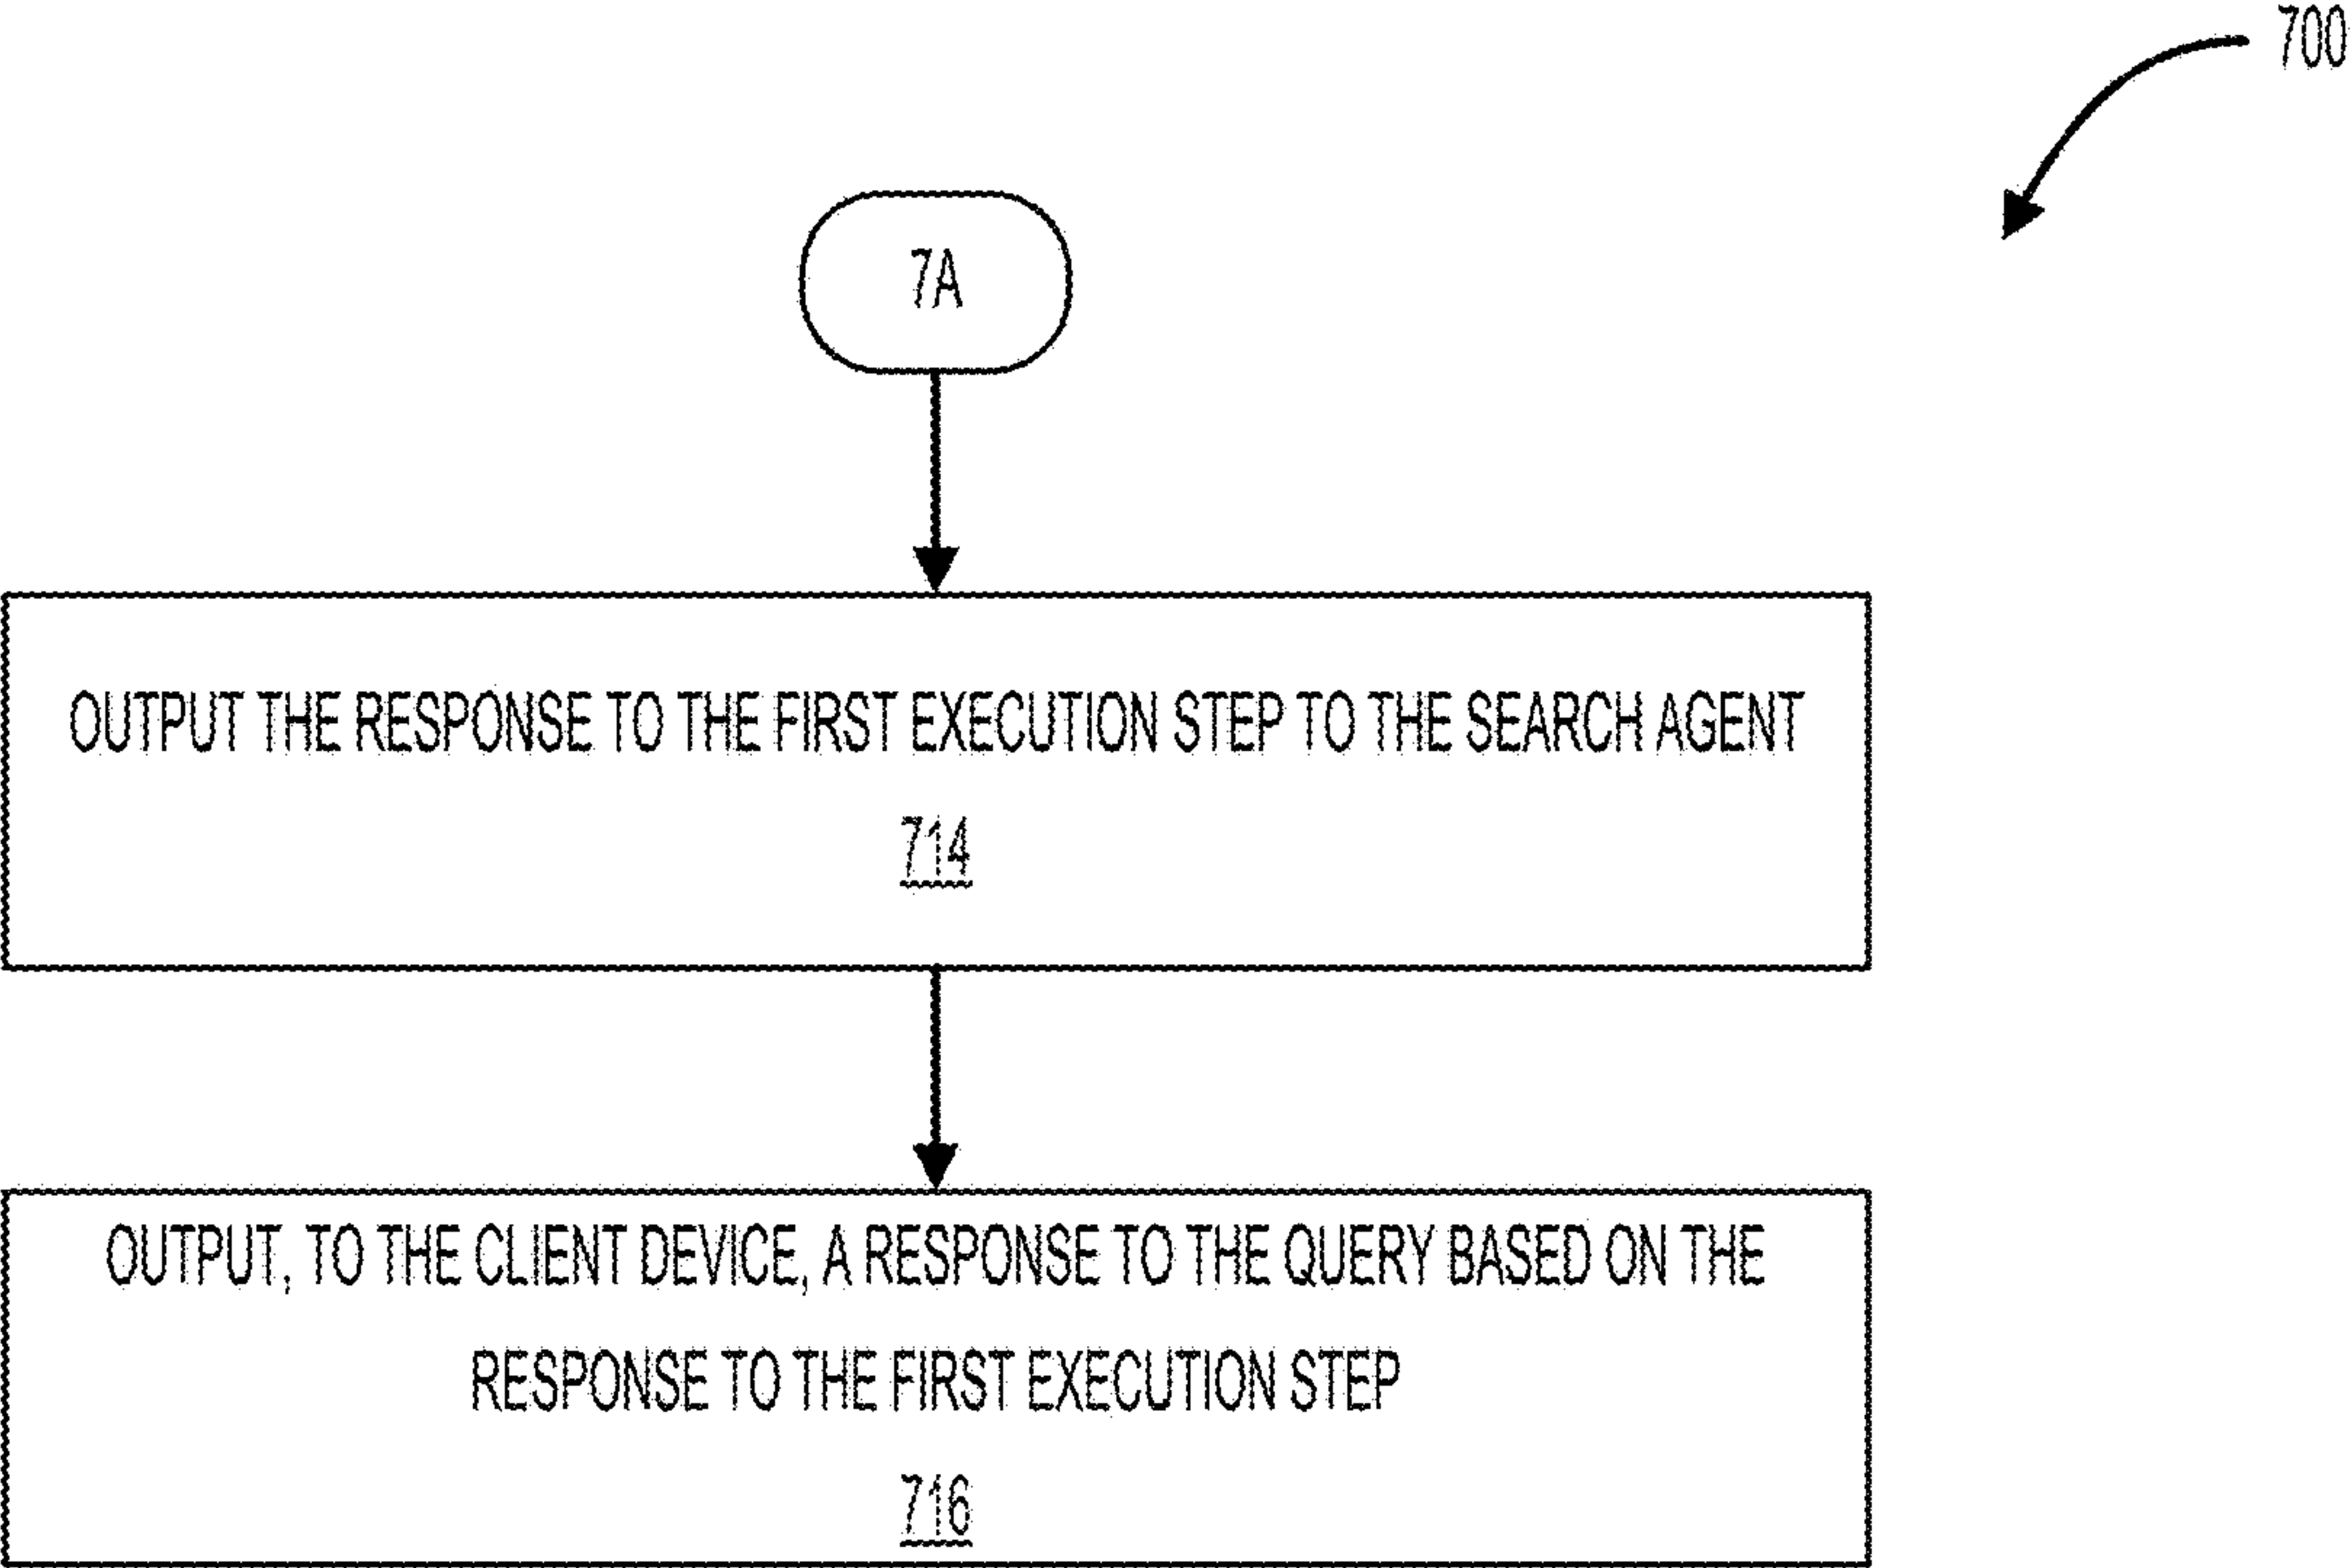 700
7A
OUTPUT THE RESPONSE TO THE FIRST EXECUTION STEP TO THE SEARCH AGENT
714
OUTPUT, TO THE CLIENT DEVICE, A RESPONSE TO THE QUERY BASED ON THE
RESPONSE TO THE FIRST EXECUTION STEP
716